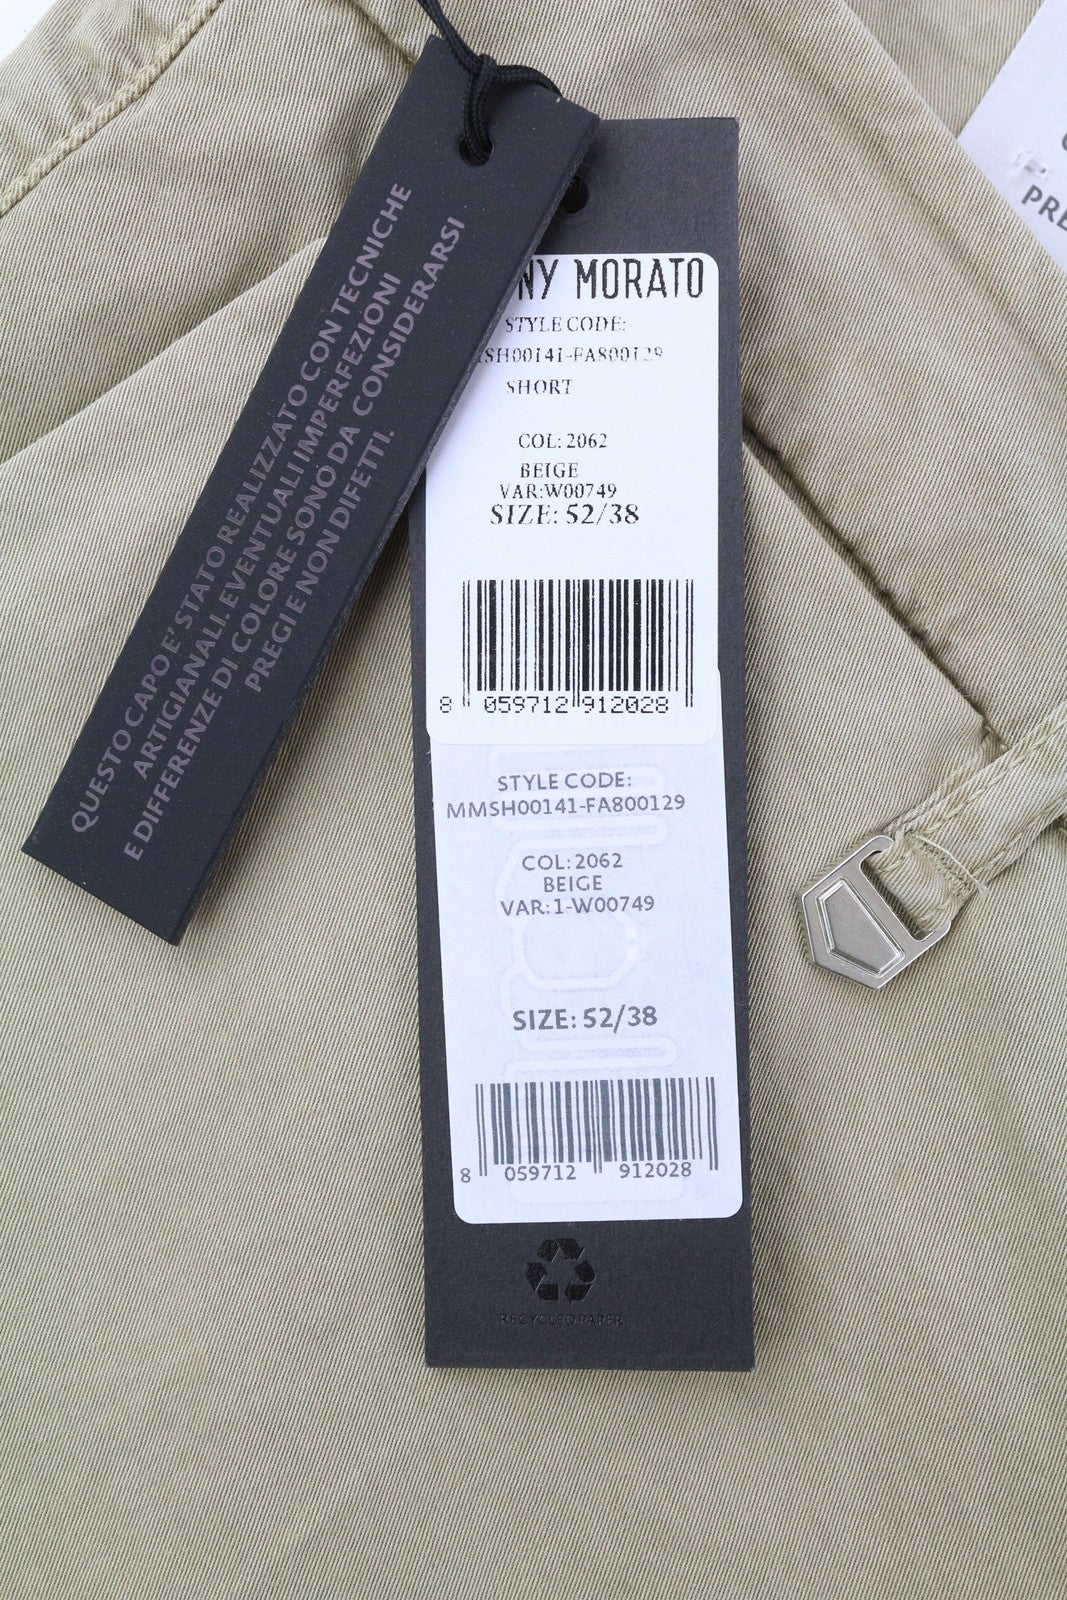 QUESTO CAPO E' STATO REALIZZATO CON TECNICHE
ARTIGIANALI. EVENTUALI IMPERFEZIONI
E DIFFERENZE DI COLORE SONO DA CONSIDERARSI
PREGI E NON DIFETTI.
NY MORATO
STYLE CODE:
MSH00141-FA800129
SHORT
COL: 2062
BEIGE
VAR:W00749
SIZE: 52/38
8 059712 912028
STYLE CODE:
MMSH00141-FA800129
COL: 2062
BEIGE
VAR: 1-W00749
SIZE: 52/38
8 059712 912028
RECYCLED PAPER
PRE